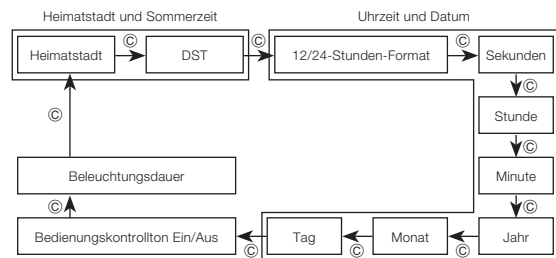 Heimatstadt und Sommerzeit Uhrzeit und Datum
Heimatstadt Ⓒ DST Ⓒ 12/24-Stunden-Format Ⓒ Sekunden
Ⓒ
Ⓒ Stunde
Ⓒ
Beleuchtungsdauer Minute
Ⓒ Ⓒ
Bedienungskontrollton Ein/Aus Ⓒ Tag Ⓒ Monat Ⓒ Jahr